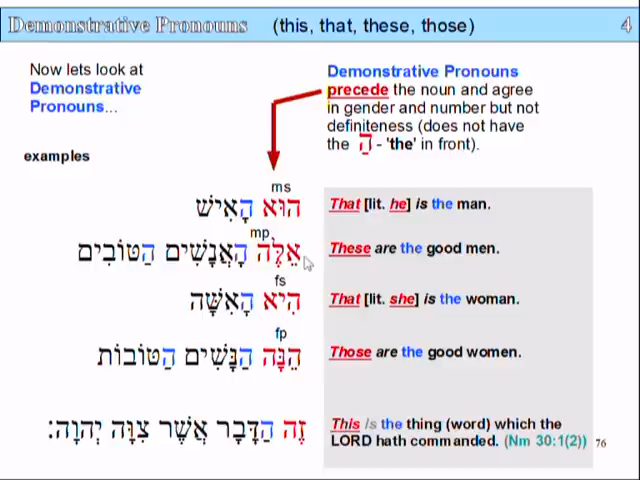 Demonstrative Pronouns (this, that, these, those) 4
Now lets look at
Demonstrative
Pronouns...
Demonstrative Pronouns
precede the noun and agree
in gender and number but not
definiteness (does not have
the הַ - 'the' in front).
examples
ms
הוּא הָאִישׁ
That [lit. he] is the man.
mp
אֵלֶּה הָאֲנָשִׁים הַטּוֹבִים
These are the good men.
fs
הִיא הָאִשָּׁה
That [lit. she] is the woman.
fp
הֵנָּה הַנָּשִׁים הַטּוֹבוֹת
Those are the good women.
זֶה הַדָּבָר אֲשֶׁר צִוָּה יְהוָה׃
This is the thing (word) which the
LORD hath commanded. (Nm 30:1(2)) 76